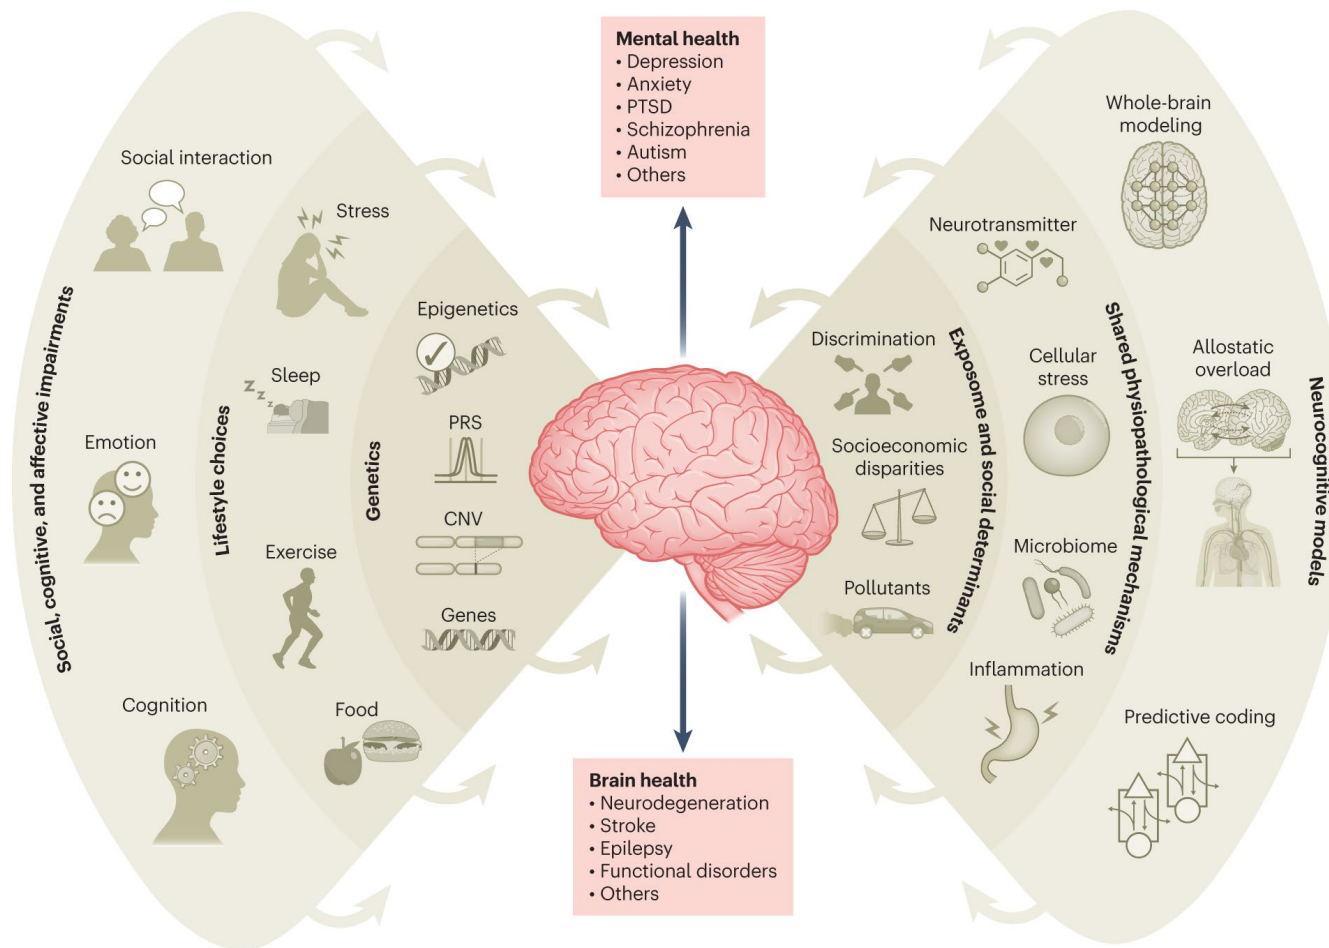 Mental health
• Depression
• Anxiety
• PTSD
• Schizophrenia
• Autism
• Others
Social, cognitive, and affective impairments
Social interaction
Emotion
Cognition
Lifestyle choices
Stress
Sleep
z z z z
Exercise
Food
Genetics
Epigenetics
PRS
CNV
Genes
Discrimination
Socioeconomic
disparities
Pollutants
Exposome and social determinants
Neurotransmitter
Cellular
stress
Microbiome
Inflammation
Shared physiopathological mechanisms
Whole-brain
modeling
Allostatic
overload
Predictive coding
Neurocognitive models
Brain health
• Neurodegeneration
• Stroke
• Epilepsy
• Functional disorders
• Others